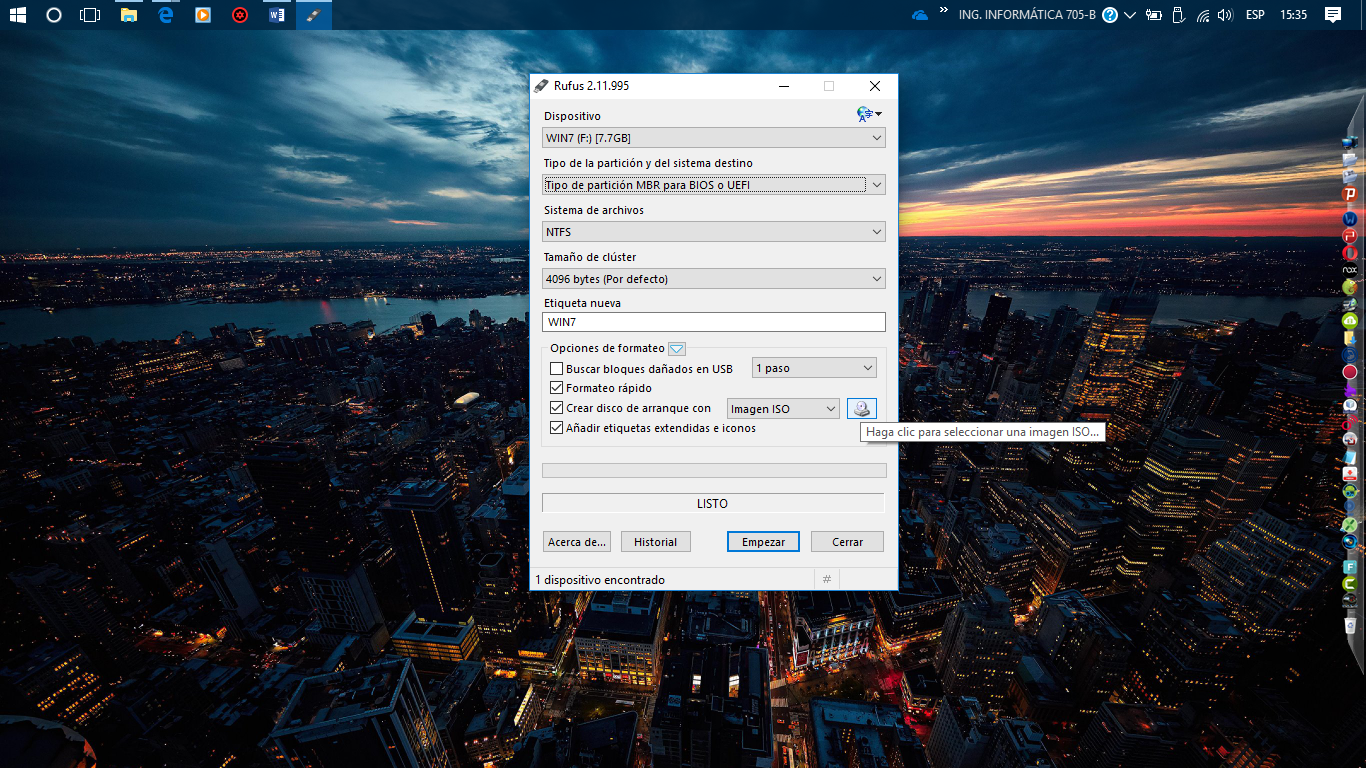 ING. INFORMÁTICA 705-B
ESP
15:35
Rufus 2.11.995
Dispositivo
WIN7 (F:) [7.7GB]
Tipo de la partición y del sistema destino
Tipo de partición MBR para BIOS o UEFI
Sistema de archivos
NTFS
Tamaño de clúster
4096 bytes (Por defecto)
Etiqueta nueva
WIN7
Opciones de formateo
Buscar bloques dañados en USB
1 paso
Formateo rápido
Crear disco de arranque con
Imagen ISO
Añadir etiquetas extendidas e iconos
Haga clic para seleccionar una imagen ISO...
LISTO
Acerca de...
Historial
Empezar
Cerrar
1 dispositivo encontrado
#